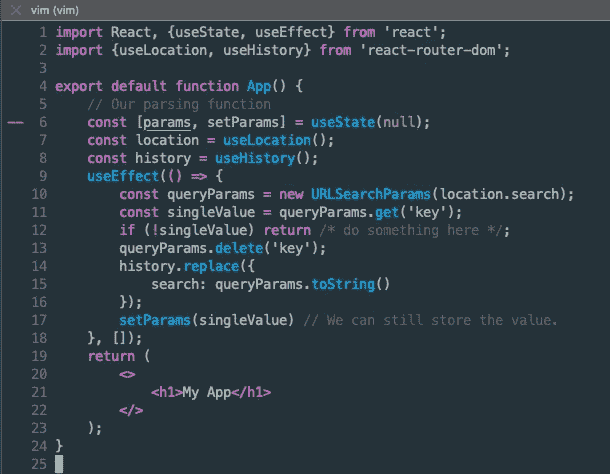 vim (vim)
1 import React, {useState, useEffect} from 'react';
2 import {useLocation, useHistory} from 'react-router-dom';
3
4 export default function App() {
5     // Our parsing function
6     const [params, setParams] = useState(null);
7     const location = useLocation();
8     const history = useHistory();
9     useEffect(() => {
10         const queryParams = new URLSearchParams(location.search);
11         const singleValue = queryParams.get('key');
12         if (!singleValue) return /* do something here */;
13         queryParams.delete('key');
14         history.replace({
15             search: queryParams.toString()
16         });
17         setParams(singleValue) // We can still store the value.
18     }, []);
19     return (
20         <>
21             <h1>My App</h1>
22         </>
23     );
24 }
25